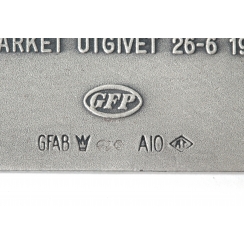 ARKET UTGIVET 26-6 19
GFP
GFAB A10